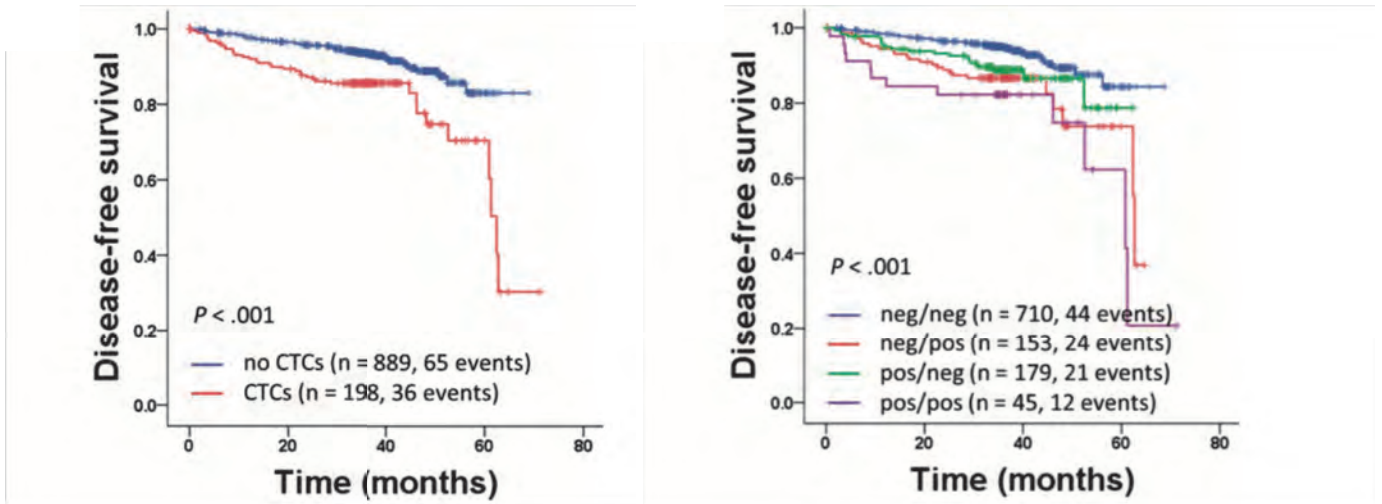 Disease-free survival
1.0
0.8
0.6
0.4
0.2
0.0
P < .001
no CTCs (n = 889, 65 events)
CTCs (n = 198, 36 events)
0 20 40 60 80
Time (months)
Disease-free survival
1.0
0.8
0.6
0.4
0.2
0.0
P < .001
neg/neg (n = 710, 44 events)
neg/pos (n = 153, 24 events)
pos/neg (n = 179, 21 events)
pos/pos (n = 45, 12 events)
0 20 40 60 80
Time (months)